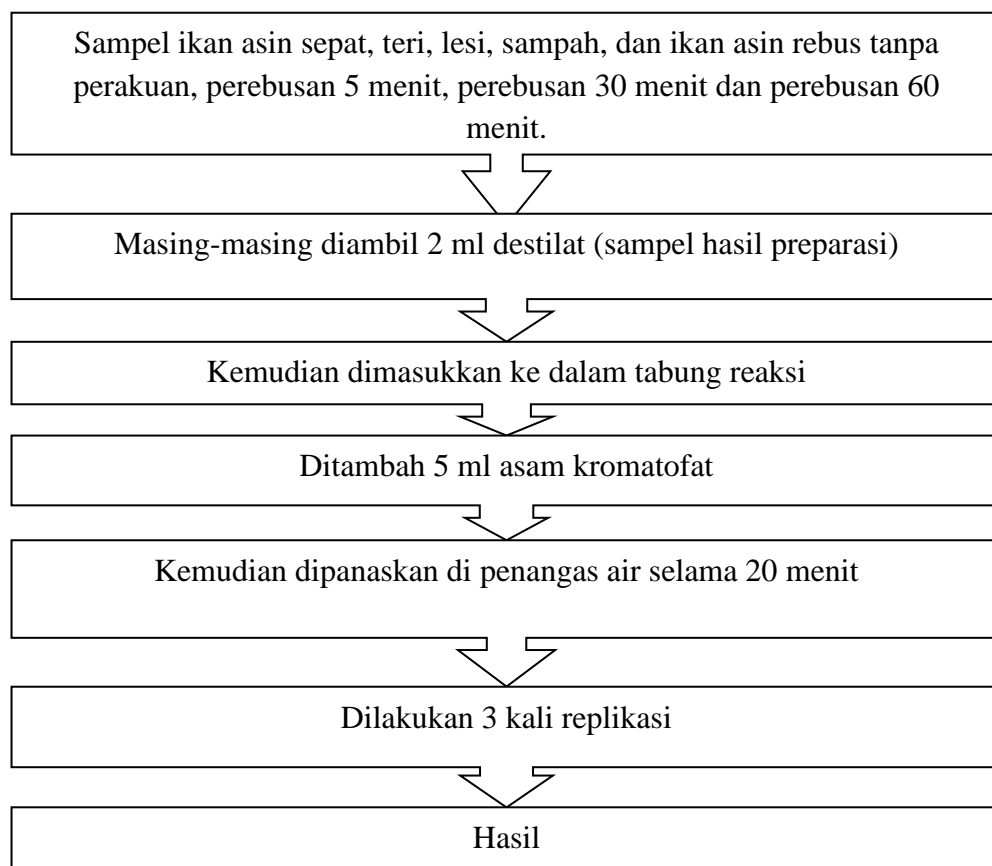 Sampel ikan asin sepat, teri, lesi, sampah, dan ikan asin rebus tanpa
perakuan, perebusan 5 menit, perebusan 30 menit dan perebusan 60
menit.
Masing-masing diambil 2 ml destilat (sampel hasil preparasi)
Kemudian dimasukkan ke dalam tabung reaksi
Ditambah 5 ml asam kromatofat
Kemudian dipanaskan di penangas air selama 20 menit
Dilakukan 3 kali replikasi
Hasil